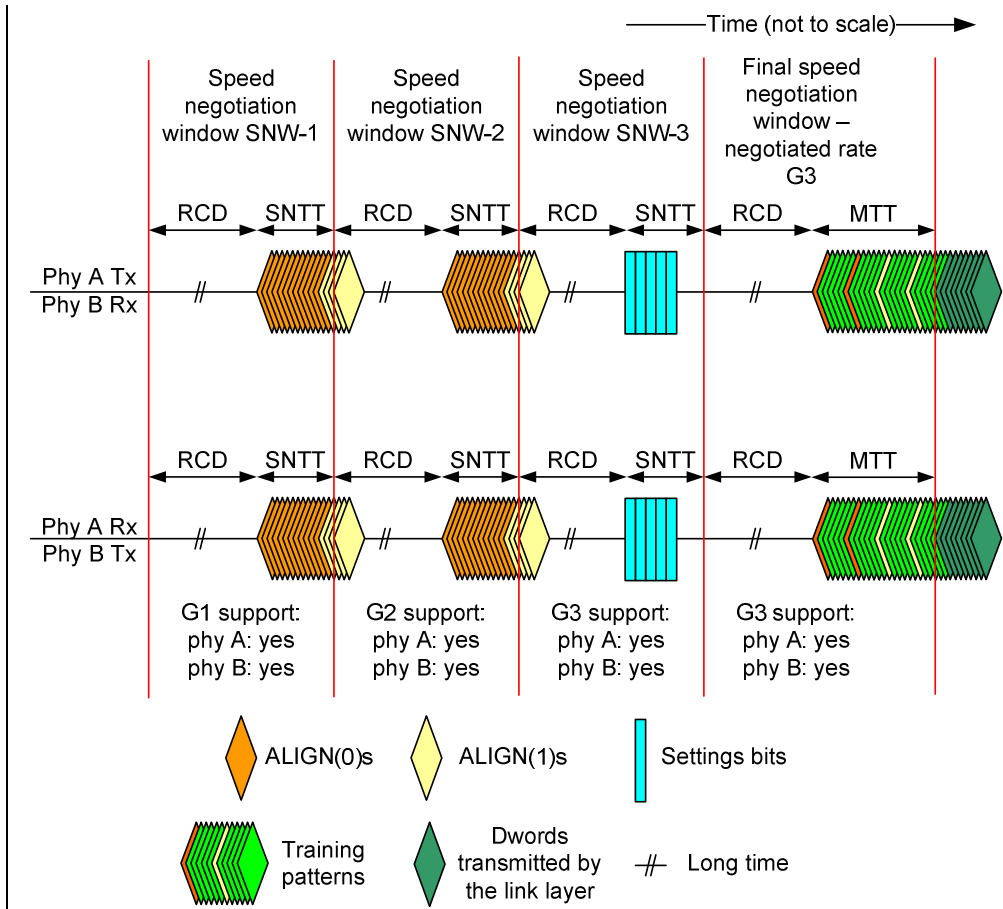 Time (not to scale)
Speed
negotiation
window SNW-1
Speed
negotiation
window SNW-2
Speed
negotiation
window SNW-3
Final speed
negotiation
window –
negotiated rate
G3
RCD
SNTT
RCD
SNTT
RCD
SNTT
RCD
MTT
Phy A Tx
Phy B Rx
RCD
SNTT
RCD
SNTT
RCD
SNTT
RCD
MTT
Phy A Rx
Phy B Tx
G1 support:
phy A: yes
phy B: yes
G2 support:
phy A: yes
phy B: yes
G3 support:
phy A: yes
phy B: yes
G3 support:
phy A: yes
phy B: yes
ALIGN(0)s
ALIGN(1)s
Settings bits
Training
patterns
Dwords
transmitted by
the link layer
Long time